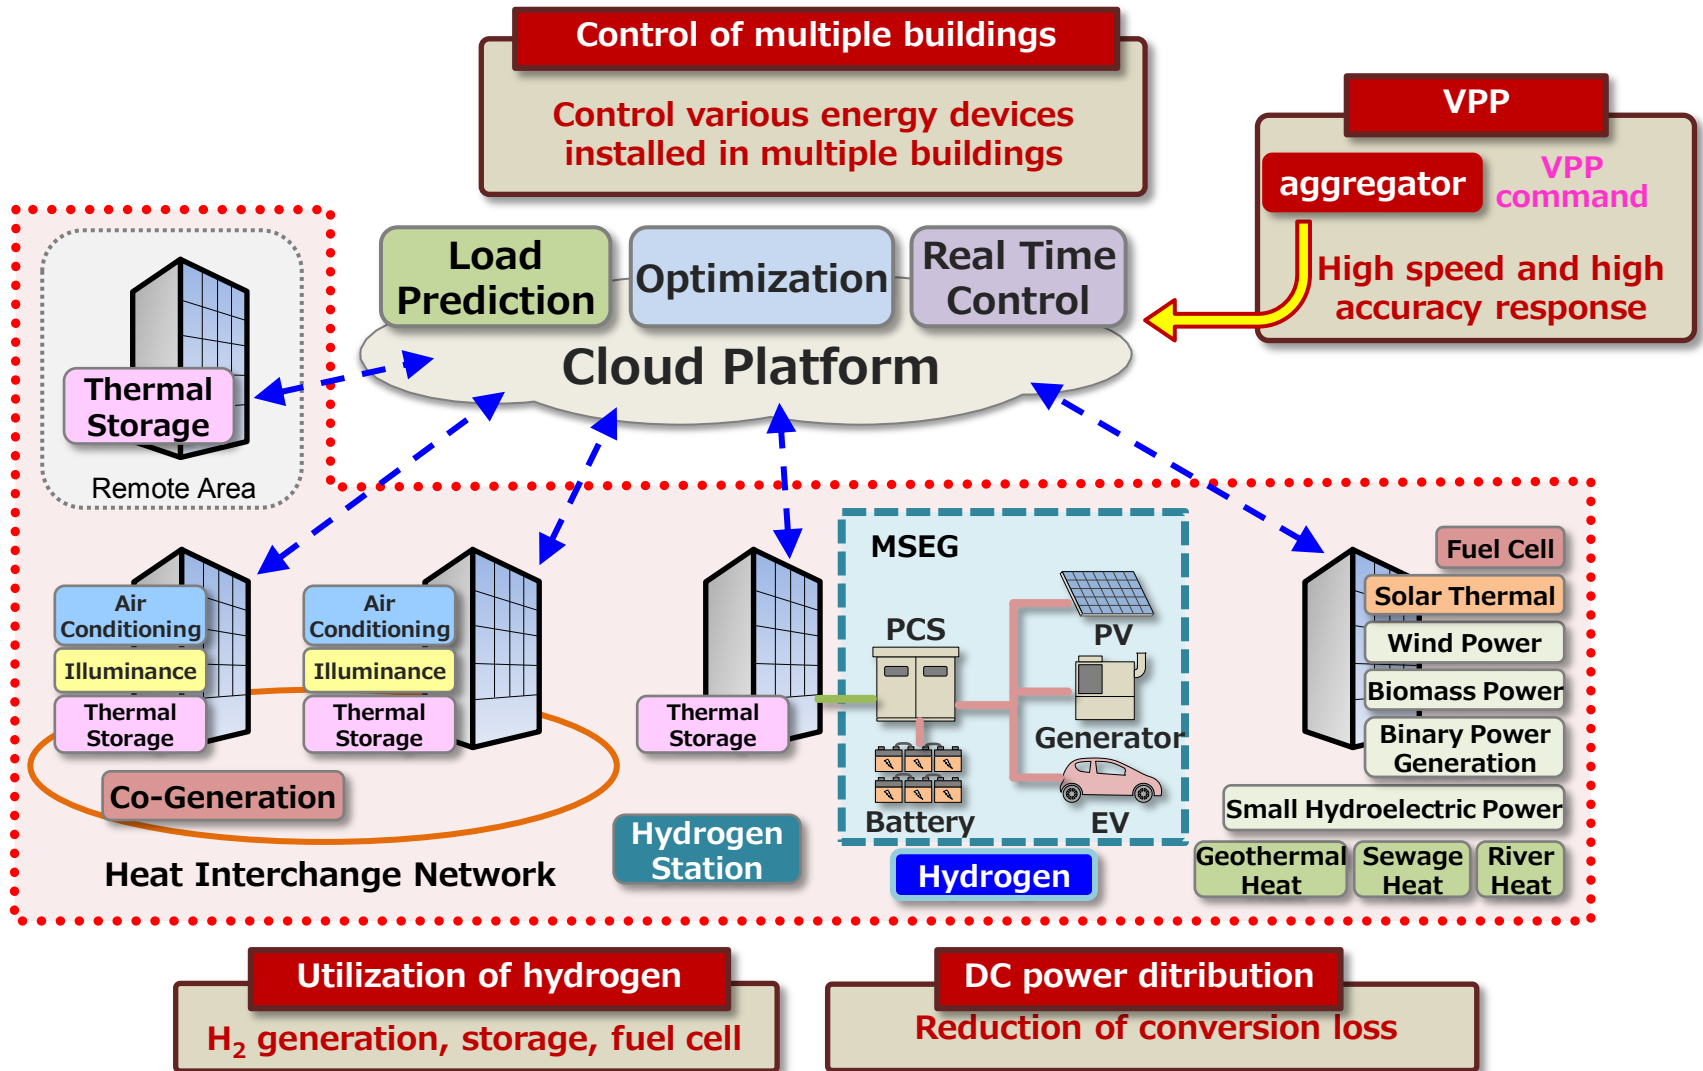 Control of multiple buildings
Control various energy devices
installed in multiple buildings
VPP
aggregator
VPP
command
High speed and high
accuracy response
Load
Prediction
Optimization
Real Time
Control
Cloud Platform
Thermal
Storage
Remote Area
Air
Conditioning
Illuminance
Thermal
Storage
Air
Conditioning
Illuminance
Thermal
Storage
Co-Generation
Heat Interchange Network
Thermal
Storage
Hydrogen
Station
MSEG
PCS
PV
Generator
Battery
EV
Hydrogen
Fuel Cell
Solar Thermal
Wind Power
Biomass Power
Binary Power
Generation
Small Hydroelectric Power
Geothermal
Heat
Sewage
Heat
River
Heat
Utilization of hydrogen
H₂ generation, storage, fuel cell
DC power ditribution
Reduction of conversion loss